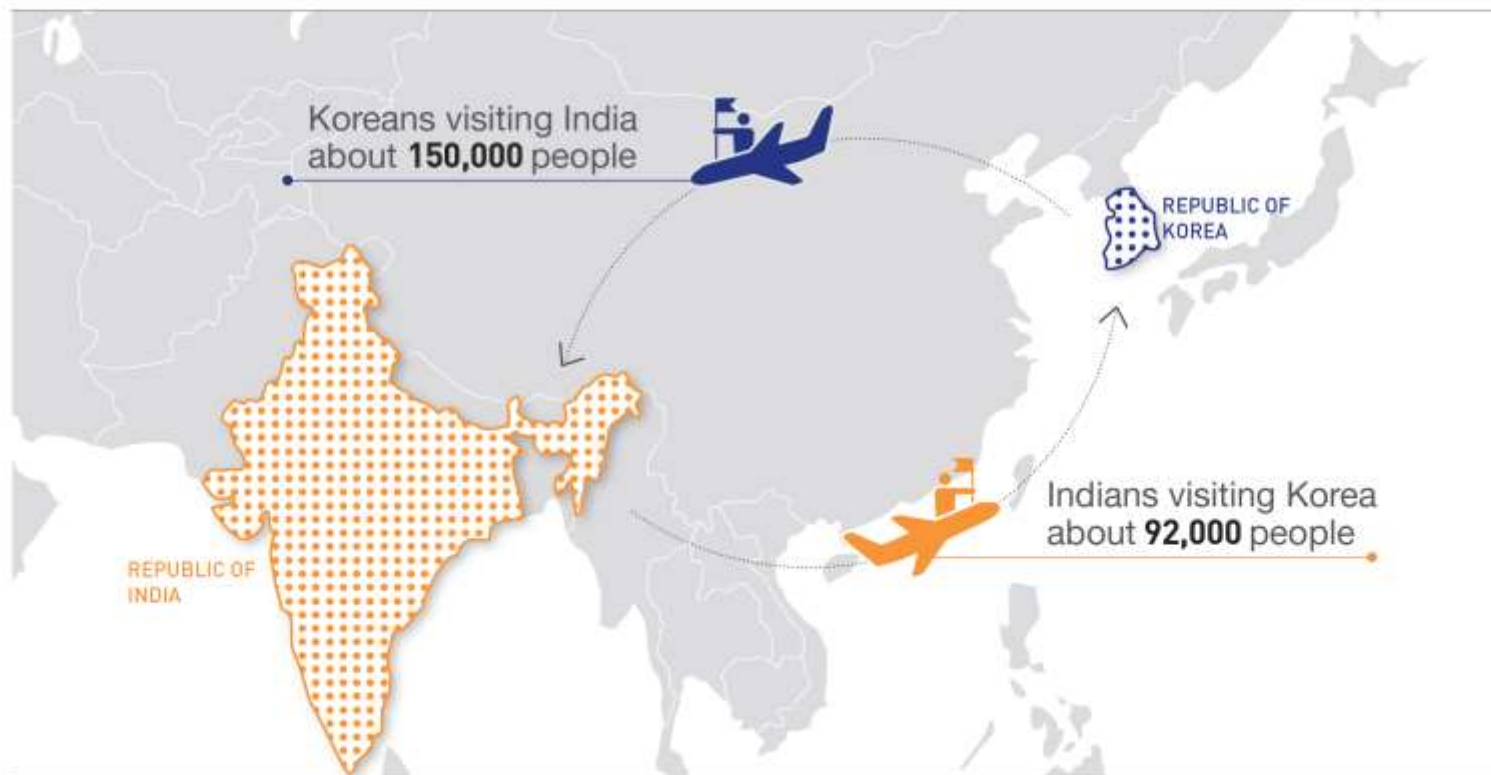 Koreans visiting India
about 150,000 people
REPUBLIC OF
KOREA
Indians visiting Korea
about 92,000 people
REPUBLIC OF
INDIA